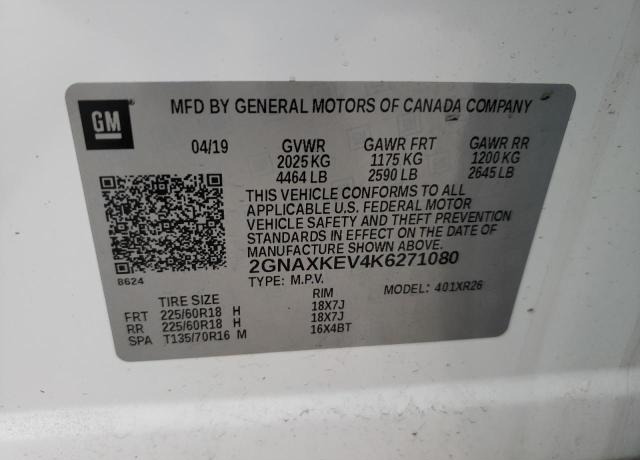 GM
MFD BY GENERAL MOTORS OF CANADA COMPANY
04/19 GVWR GAWR FRT GAWR RR
2025 KG 1175 KG 1200 KG
4464 LB 2590 LB 2645 LB
THIS VEHICLE CONFORMS TO ALL
APPLICABLE U.S. FEDERAL MOTOR
VEHICLE SAFETY AND THEFT PREVENTION
STANDARDS IN EFFECT ON THE DATE OF
MANUFACTURE SHOWN ABOVE.
8624
2GNAXKEV4K6271080
TYPE: M.P.V. MODEL: 401XR26
TIRE SIZE RIM
FRT 225/60R18 H 18X7J
RR 225/60R18 H 18X7J
SPA T135/70R16 M 16X4BT